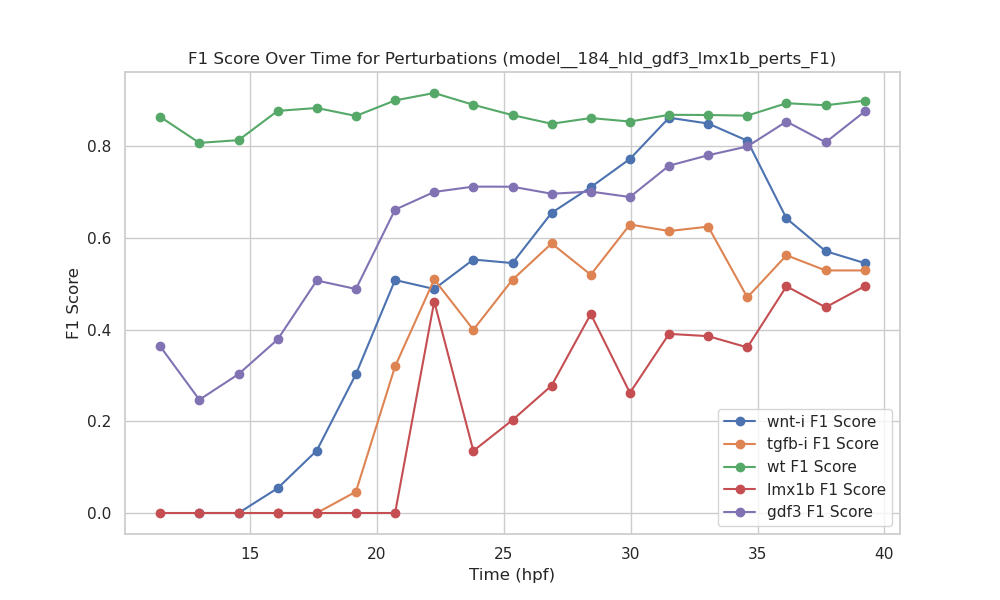 F1 Score Over Time for Perturbations (model__184_hld_gdf3_lmx1b_perts_F1)
F1 Score
0.8
0.6
0.4
0.2
0.0
wnt-i F1 Score
tgfb-i F1 Score
wt F1 Score
lmx1b F1 Score
gdf3 F1 Score
15
20
25
30
35
40
Time (hpf)